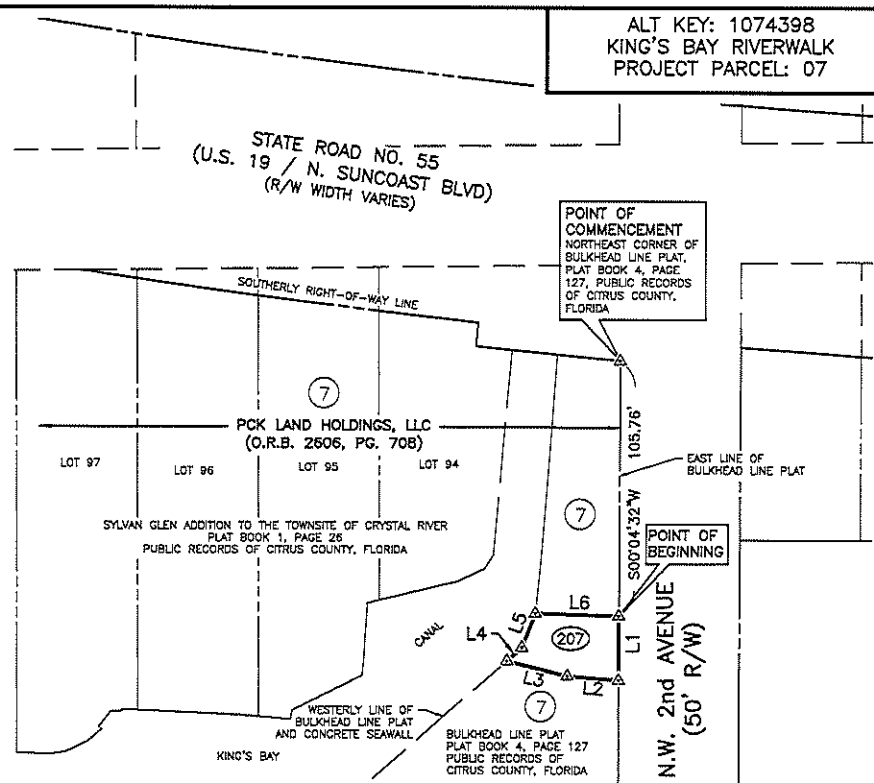 ALT KEY: 1074398
KING'S BAY RIVERWALK
PROJECT PARCEL: 07
STATE ROAD NO. 55
(U.S. 19 / N. SUNCOAST BLVD)
(R/W WIDTH VARIES)
POINT OF
COMMENCEMENT
NORTHEAST CORNER OF
BULKHEAD LINE PLAT,
PLAT BOOK 4, PAGE
127, PUBLIC RECORDS
OF CITRUS COUNTY,
FLORIDA
SOUTHERLY RIGHT-OF-WAY LINE
7
PCK LAND HOLDINGS, LLC
(O.R.B. 2606, PG. 708)
LOT 97
LOT 96
LOT 95
LOT 94
105.76'
S00°04'32"W
EAST LINE OF
BULKHEAD LINE PLAT
7
SYLVAN GLEN ADDITION TO THE TOWNSITE OF CRYSTAL RIVER
PLAT BOOK 1, PAGE 26
PUBLIC RECORDS OF CITRUS COUNTY, FLORIDA
POINT OF
BEGINNING
L6
L5
L4
207
L1
L3
L2
CANAL
N.W. 2nd AVENUE
(50' R/W)
7
WESTERLY LINE OF
BULKHEAD LINE PLAT
AND CONCRETE SEAWALL
KING'S BAY
BULKHEAD LINE PLAT
PLAT BOOK 4, PAGE 127
PUBLIC RECORDS OF
CITRUS COUNTY, FLORIDA